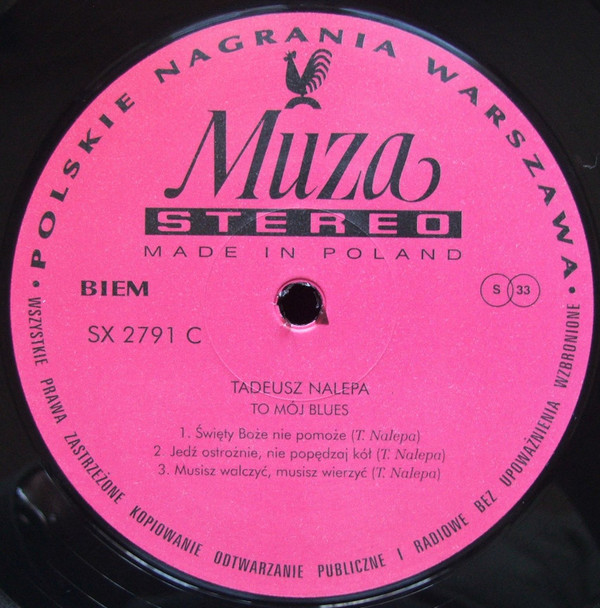 • POLSKIE NAGRANIA WARSZAWA •
Muza
STEREO
MADE IN POLAND
BIEM
S 33
SX 2791 C
TADEUSZ NALEPA
TO MÓJ BLUES
1. Święty Boże nie pomoże (T. Nalepa)
2. Jedź ostrożnie, nie popędzaj kół (T. Nalepa)
3. Musisz walczyć, musisz wierzyć (T. Nalepa)
WSZYSTKIE PRAWA ZASTRZEŻONE KOPIOWANIE ODTWARZANIE PUBLICZNE I RADIOWE BEZ UPOWAŻNIENIA WZBRONIONE